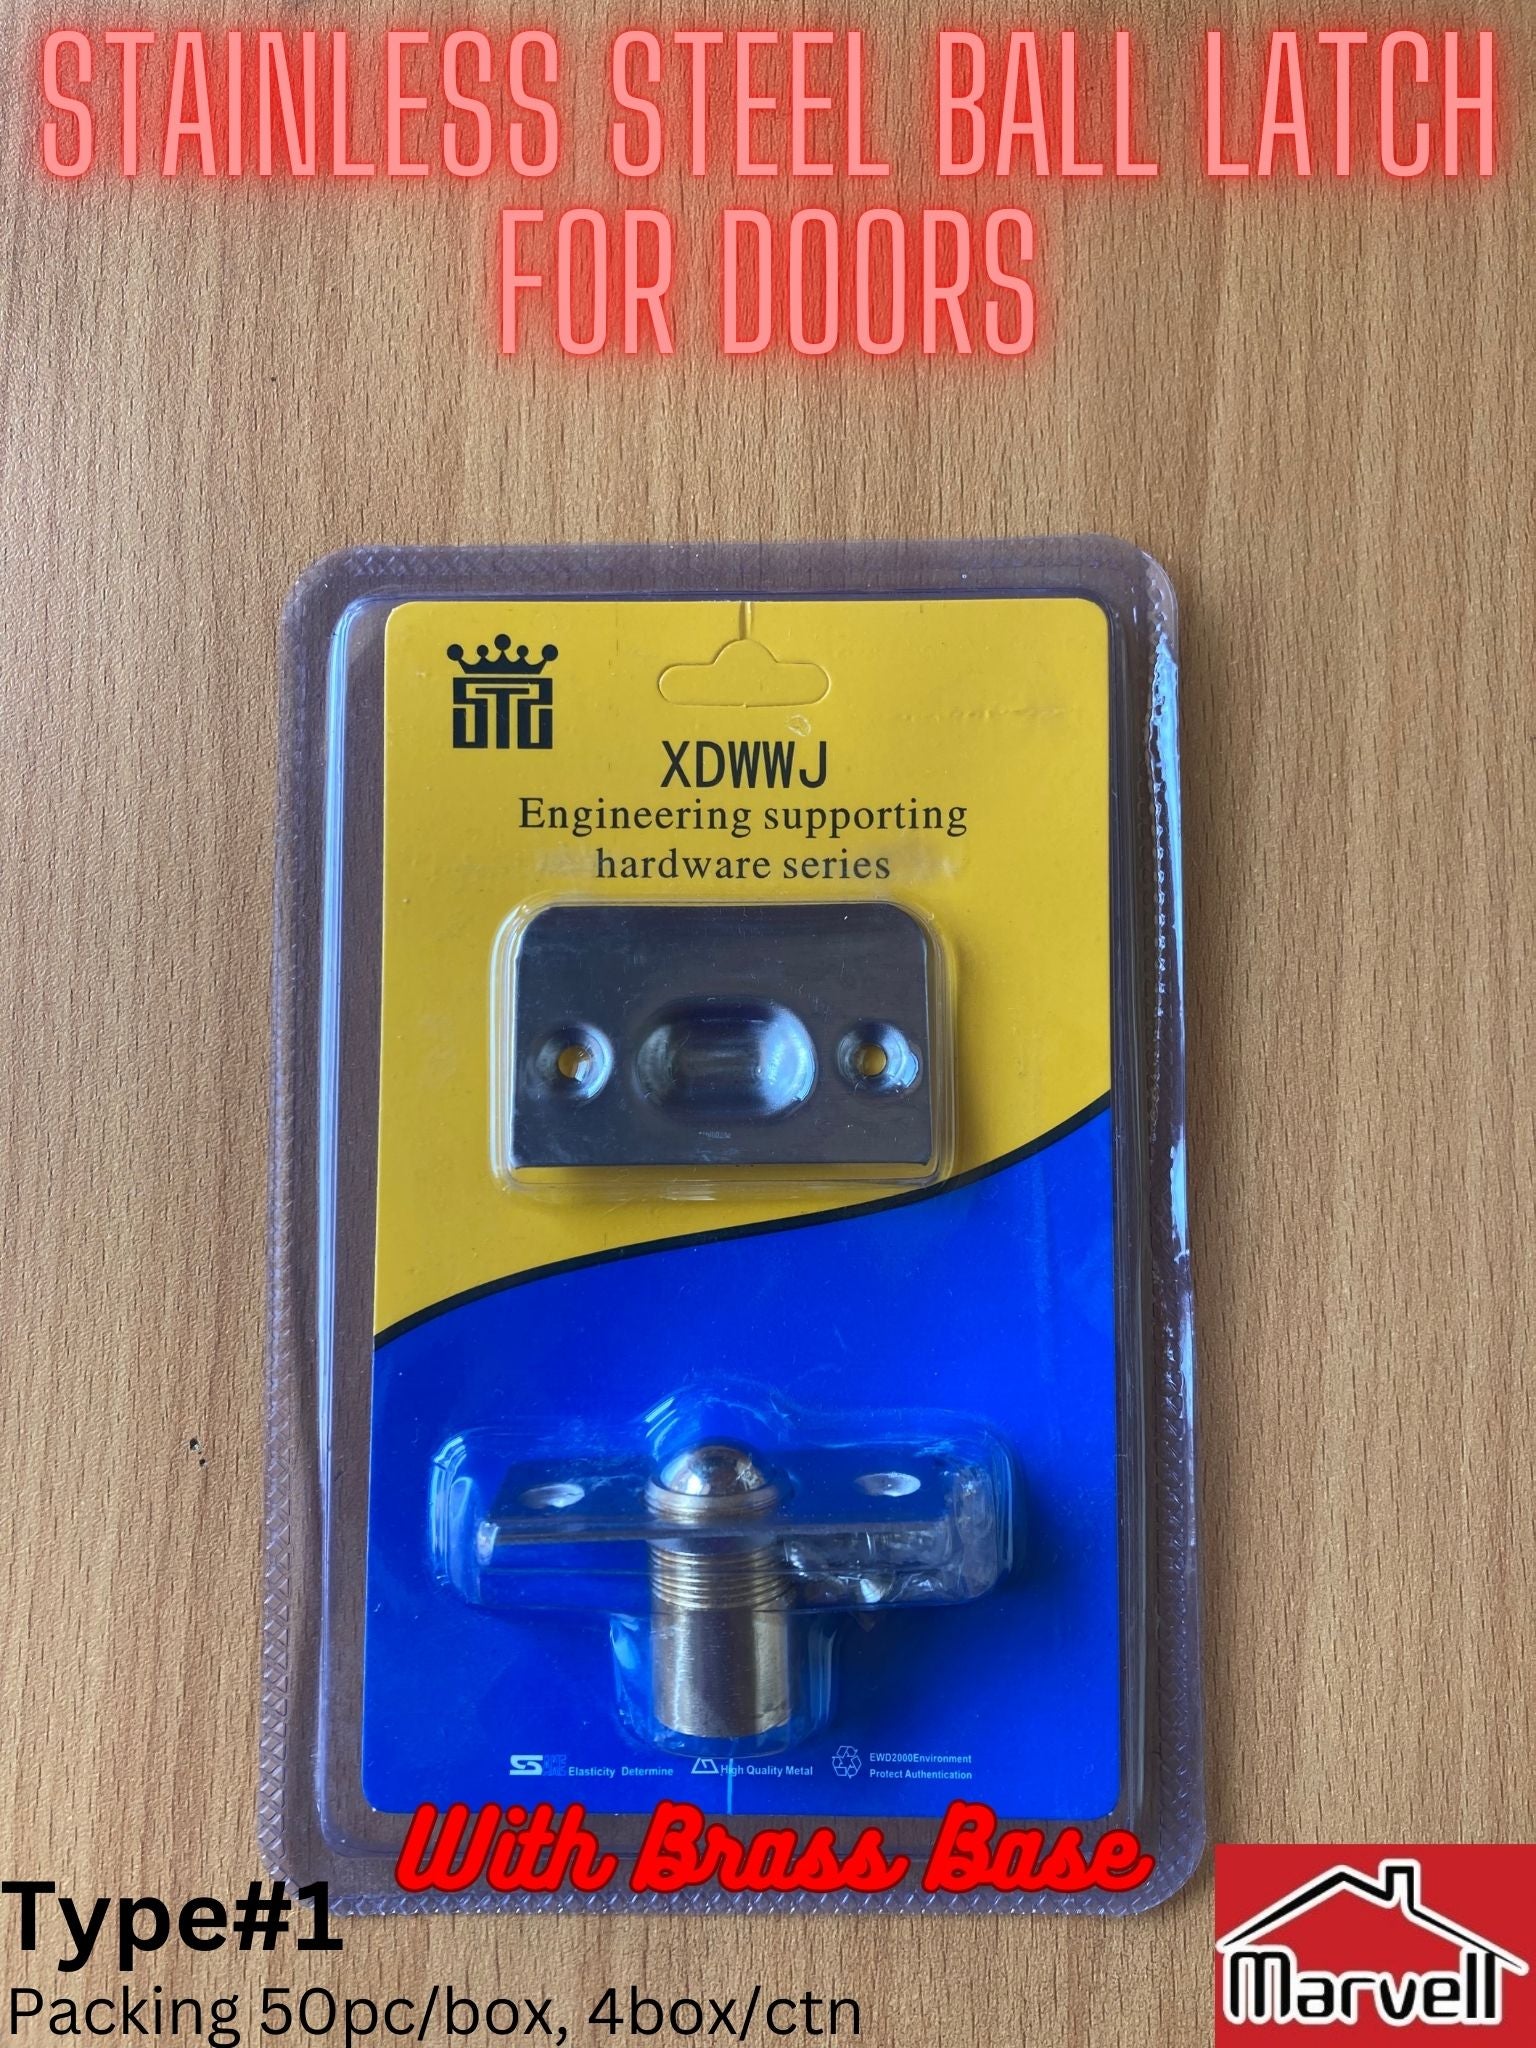 STAINLESS STEEL BALL LATCH
FOR DOORS
STS
XDWWJ
Engineering supporting
hardware series
Elasticity Determine
High Quality Metal
EWD2000Environment
Protect Authentication
With Brass Base
Type#1
Packing 50pc/box, 4box/ctn
Marvell